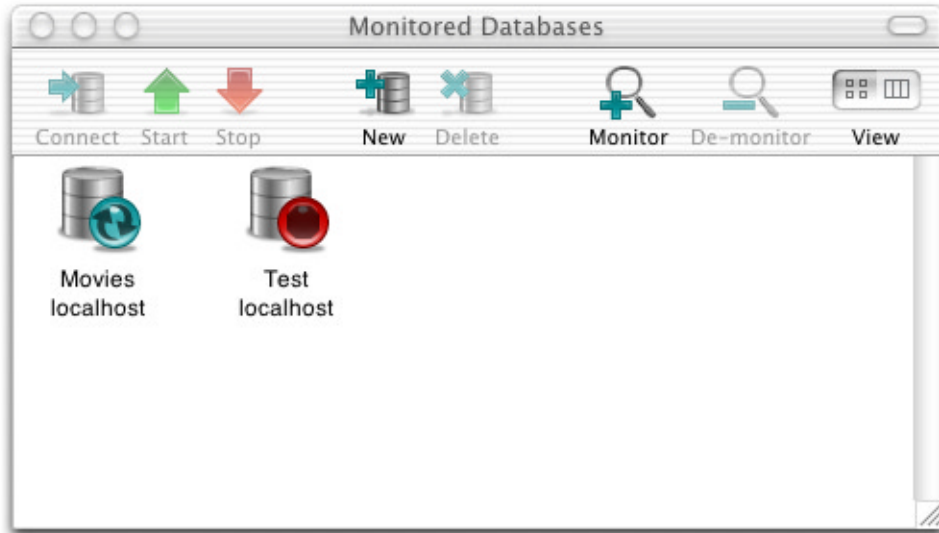 Monitored Databases
Connect Start Stop New Delete Monitor De-monitor View
Movies
localhost
Test
localhost